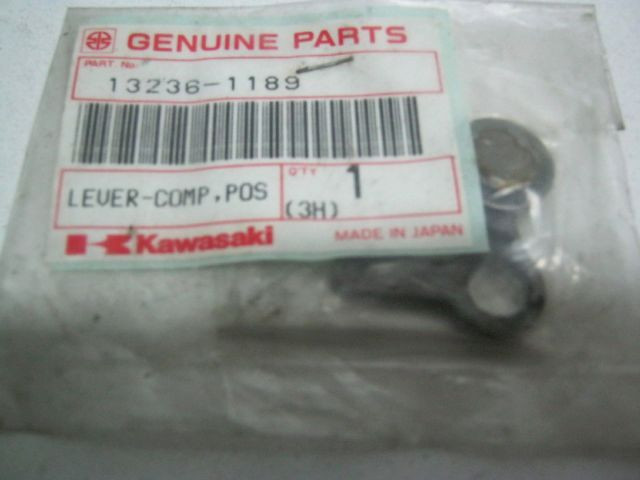 GENUINE PARTS
PART. No.
13236-1189
LEVER-COMP,POS
QTY 1
(3H)
Kawasaki
MADE IN JAPAN